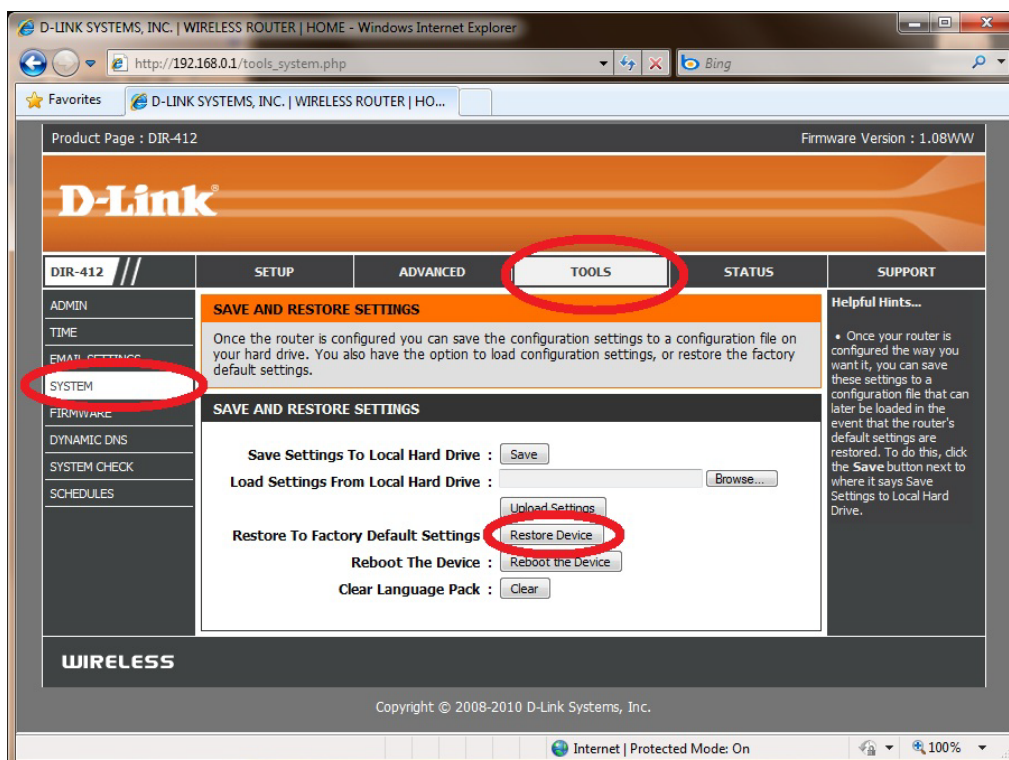 D-LINK SYSTEMS, INC. | WIRELESS ROUTER | HOME - Windows Internet Explorer
http://192.168.0.1/tools_system.php
Bing
Favorites
D-LINK SYSTEMS, INC. | WIRELESS ROUTER | HO...
Product Page : DIR-412
Firmware Version : 1.08WW
D-Link®
DIR-412
SETUP
ADVANCED
TOOLS
STATUS
SUPPORT
ADMIN
TIME
EMAIL SETTINGS
SYSTEM
FIRMWARE
DYNAMIC DNS
SYSTEM CHECK
SCHEDULES
SAVE AND RESTORE SETTINGS
Once the router is configured you can save the configuration settings to a configuration file on
your hard drive. You also have the option to load configuration settings, or restore the factory
default settings.
SAVE AND RESTORE SETTINGS
Save Settings To Local Hard Drive : Save
Load Settings From Local Hard Drive : Browse...
Upload Settings
Restore To Factory Default Settings Restore Device
Reboot The Device : Reboot the Device
Clear Language Pack : Clear
Helpful Hints...
• Once your router is
configured the way you
want it, you can save
these settings to a
configuration file that can
later be loaded in the
event that the router's
default settings are
restored. To do this, click
the Save button next to
where it says Save
Settings to Local Hard
Drive.
WIRELESS
Copyright © 2008-2010 D-Link Systems, Inc.
Internet | Protected Mode: On
100%